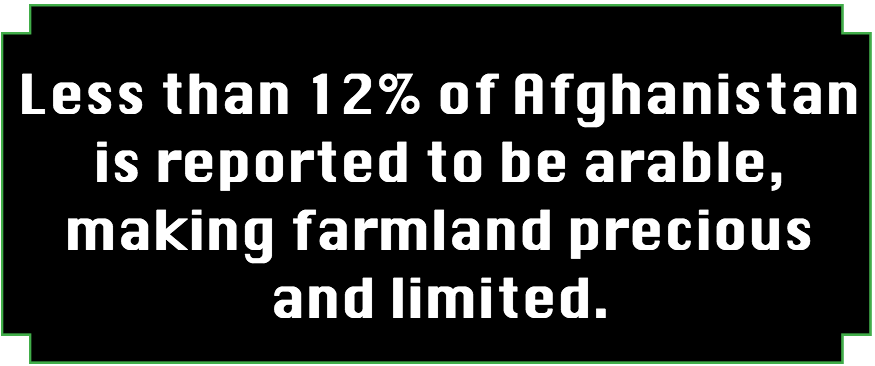 Less than 12% of Afghanistan
is reported to be arable,
making farmland precious
and limited.